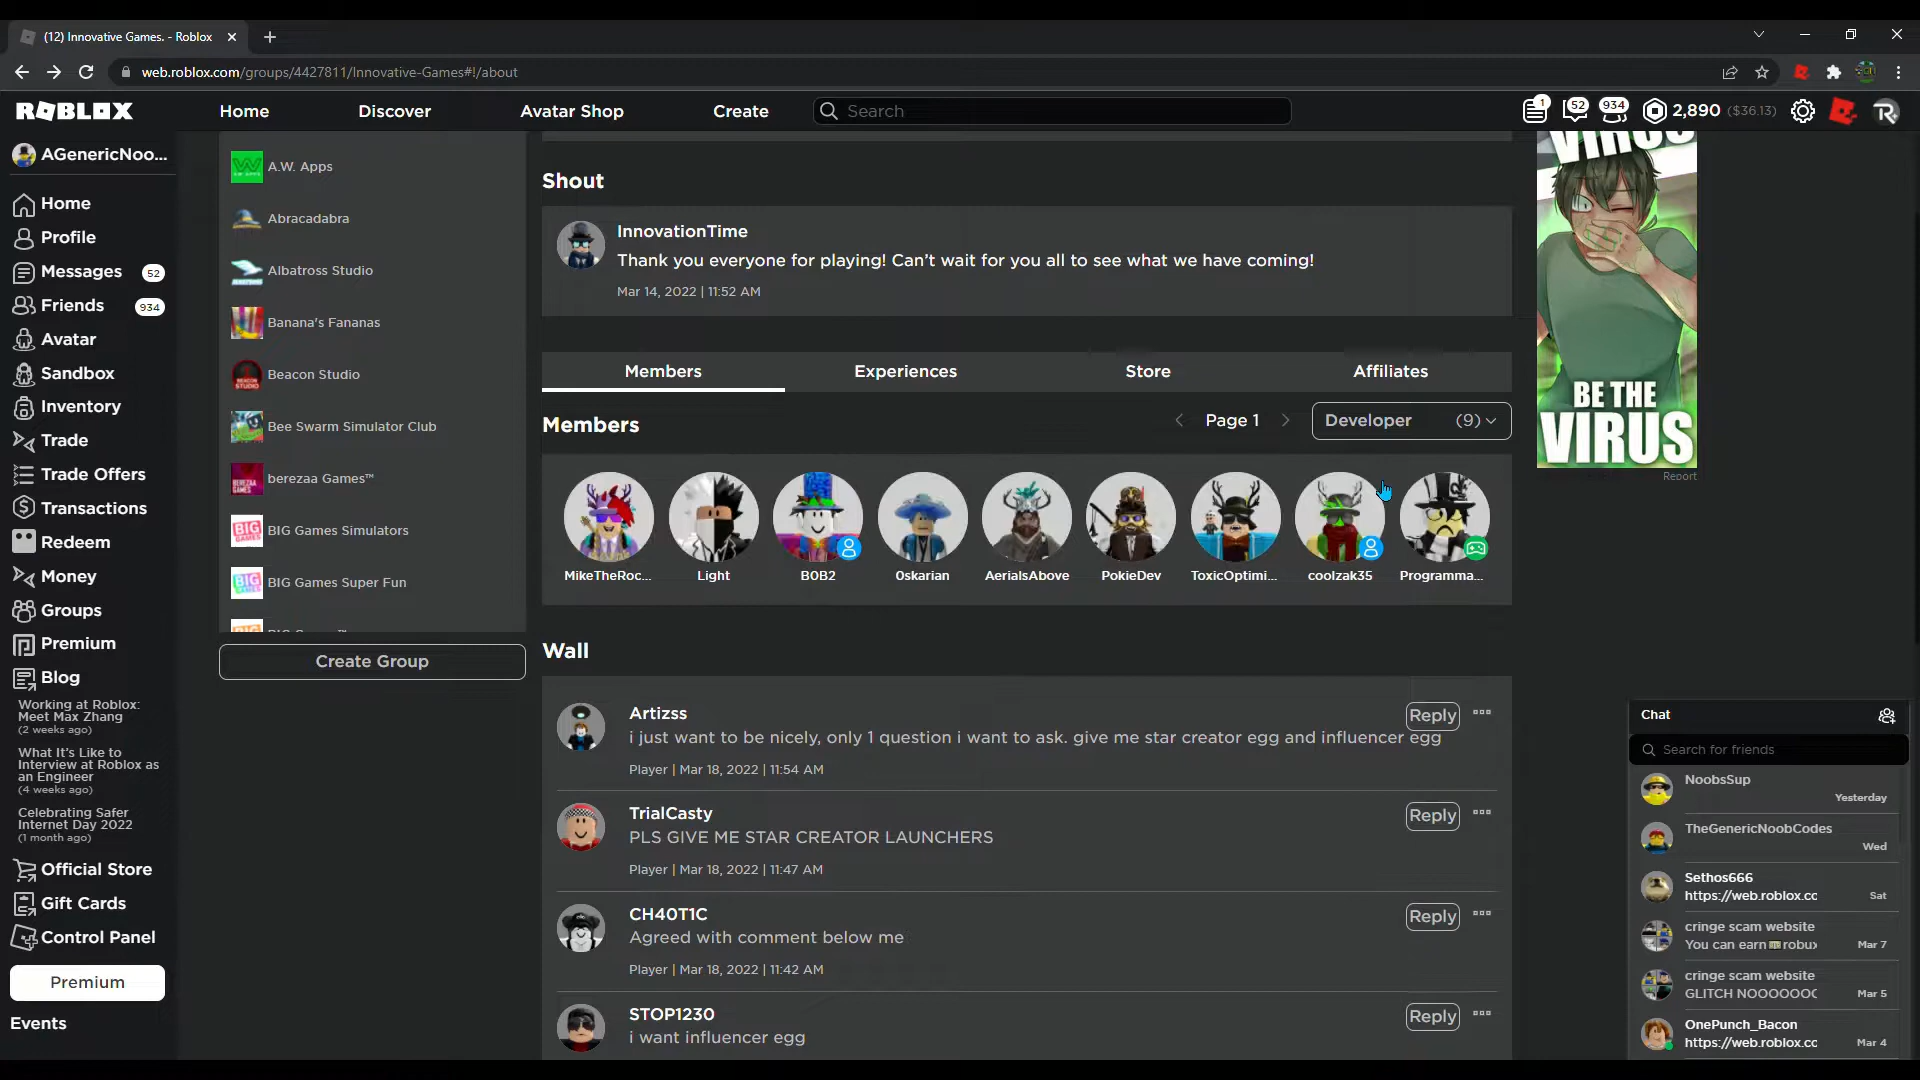 (12) Innovative Games. - Roblox
web.roblox.com/groups/4427811/Innovative-Games#!/about
ROBLOX
Home
Discover
Avatar Shop
Create
Search
1
52
934
2,890
($36.13)
AGenericNoo...
Home
Profile
Messages
52
Friends
934
Avatar
Sandbox
Inventory
Trade
Trade Offers
Transactions
Redeem
Money
Groups
Premium
Blog
Working at Roblox:
Meet Max Zhang
(2 weeks ago)
What It's Like to
Interview at Roblox as
an Engineer
(4 weeks ago)
Celebrating Safer
Internet Day 2022
(1 month ago)
Official Store
Gift Cards
Control Panel
Premium
Events
A.W. Apps
Abracadabra
Albatross Studio
Banana's Fananas
Beacon Studio
Bee Swarm Simulator Club
berezaa Games™
BIG Games Simulators
BIG Games Super Fun
Create Group
Shout
InnovationTime
Thank you everyone for playing! Can't wait for you all to see what we have coming!
Mar 14, 2022 | 11:52 AM
Members
Experiences
Store
Affiliates
Members
Page 1
Developer
(9)
MikeTheRoc...
Light
B0B2
Oskarian
AerialsAbove
PokieDev
ToxicOptimi...
coolzak35
Programma...
Wall
Artizss
Reply
i just want to be nicely, only 1 question i want to ask. give me star creator egg and influencer egg
Player | Mar 18, 2022 | 11:54 AM
TrialCasty
Reply
PLS GIVE ME STAR CREATOR LAUNCHERS
Player | Mar 18, 2022 | 11:47 AM
CH40T1C
Reply
Agreed with comment below me
Player | Mar 18, 2022 | 11:42 AM
STOP1230
Reply
i want influencer egg
VIRUS
BE THE
VIRUS
Report
Chat
Search for friends
NoobsSup
Yesterday
TheGenericNoobCodes
Wed
Sethos666
https://web.roblox.cc
Sat
cringe scam website
You can earn 💵 robux
Mar 7
cringe scam website
GLITCH NOOOOOOC
Mar 5
OnePunch_Bacon
https://web.roblox.cc
Mar 4